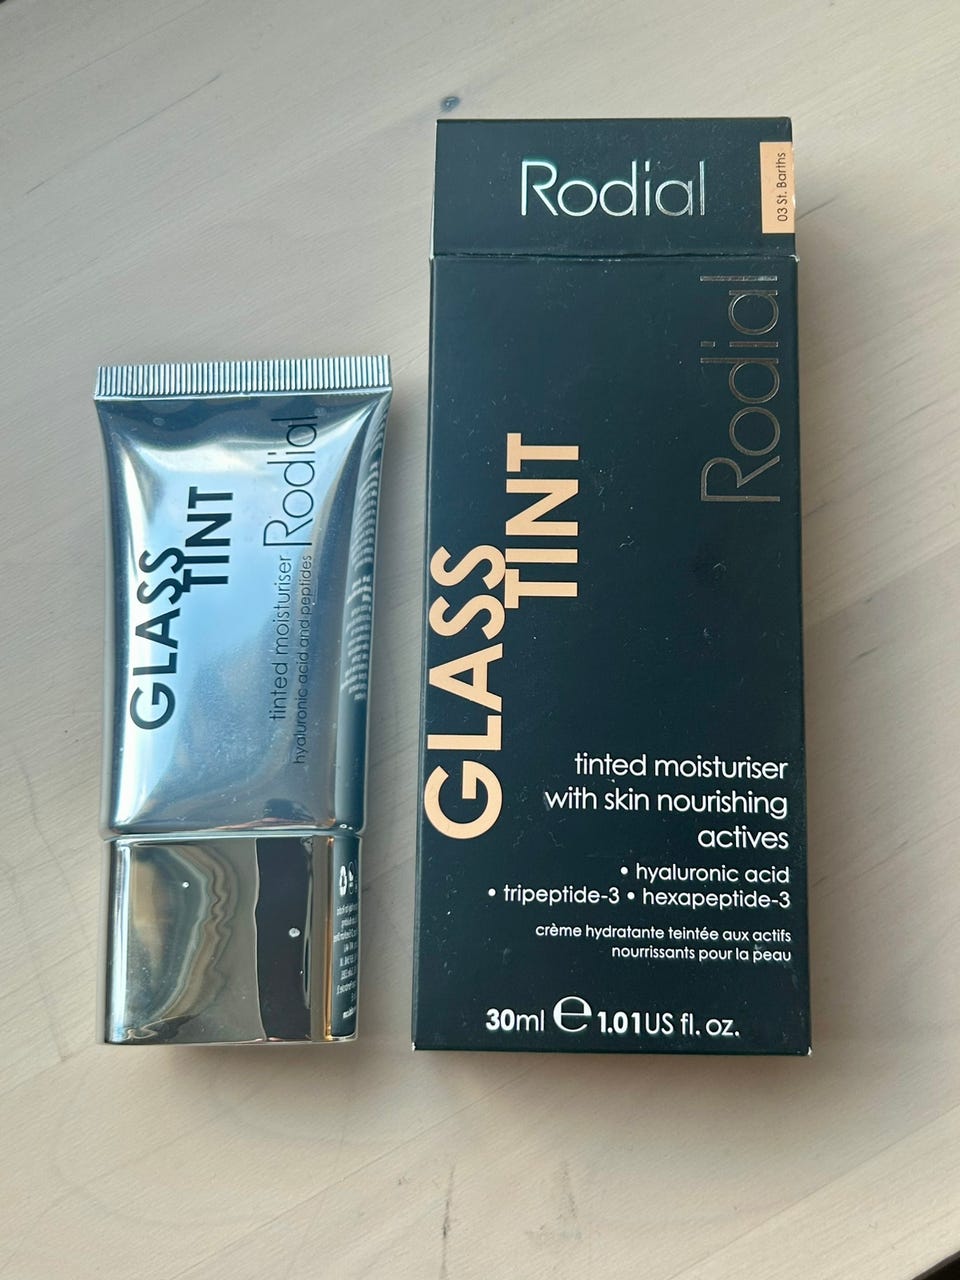 GLASS
TINT
tinted moisturiser
hyaluronic acid and peptides
Rodial
Rodial
03 St. Barths
Rodial
GLASS
TINT
tinted moisturiser
with skin nourishing
actives
• hyaluronic acid
• tripeptide-3 • hexapeptide-3
crème hydratante teintée aux actifs
nourrissants pour la peau
30ml ℮ 1.01US fl. oz.